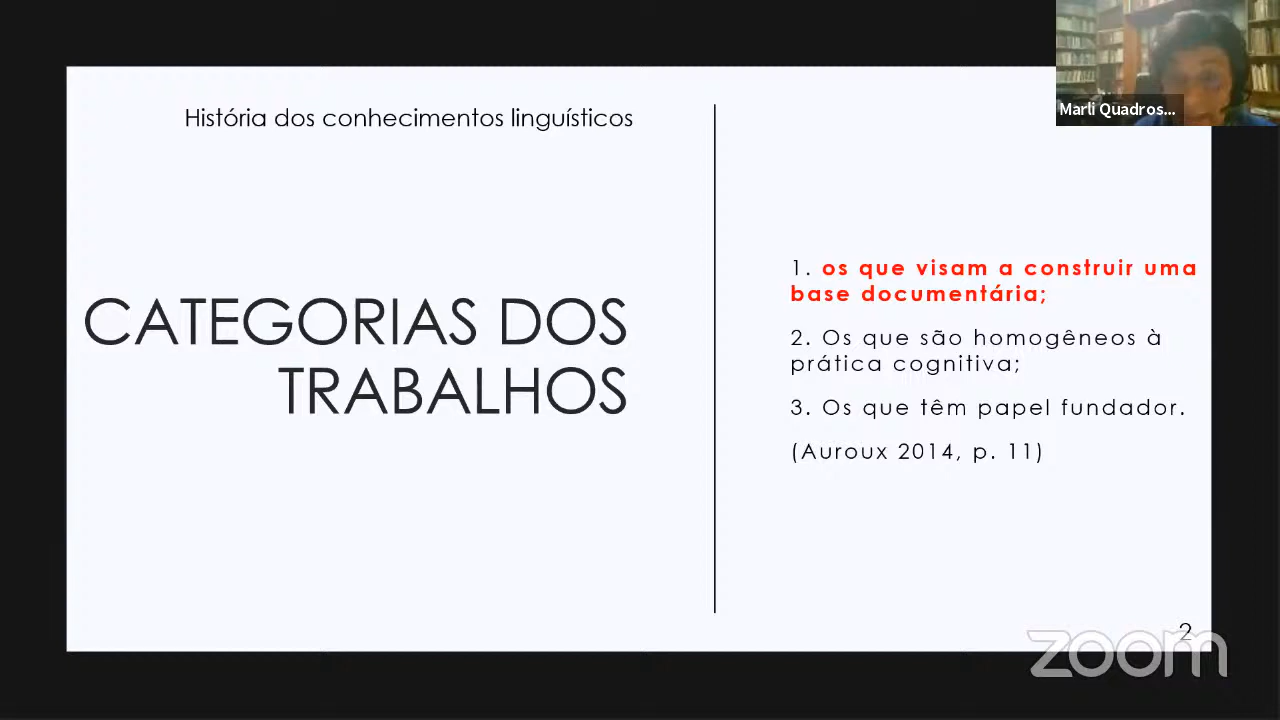 História dos conhecimentos linguísticos
CATEGORIAS DOS
TRABALHOS
1. os que visam a construir uma
base documentária;
2. Os que são homogêneos à
prática cognitiva;
3. Os que têm papel fundador.
(Auroux 2014, p. 11)
2
Marli Quadros...
zoom